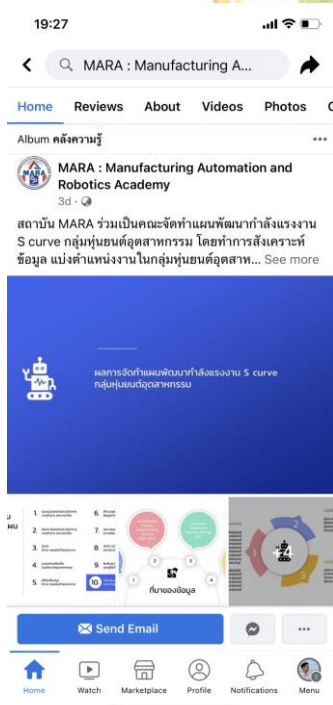 19:27
MARA : Manufacturing A...
Home Reviews About Videos Photos
Album คลังความรู้
MARA : Manufacturing Automation and
Robotics Academy
3d
สถาบัน MARA ร่วมเป็นคณะจัดทำแผนพัฒนากำลังแรงงาน
S curve กลุ่มหุ่นยนต์อุตสาหกรรม โดยทำการสังเคราะห์
ข้อมูล แบ่งตำแหน่งงานในกลุ่มหุ่นยนต์อุตสาห... See more
ผลการจัดทำแผนพัฒนากำลังแรงงาน S curve
กลุ่มหุ่นยนต์อุตสาหกรรม
1. 6.
2. 7.
3. 8.
4. 9.
5. 10.
ที่มาของข้อมูล
+4
Send Email
Home Watch Marketplace Profile Notifications Menu